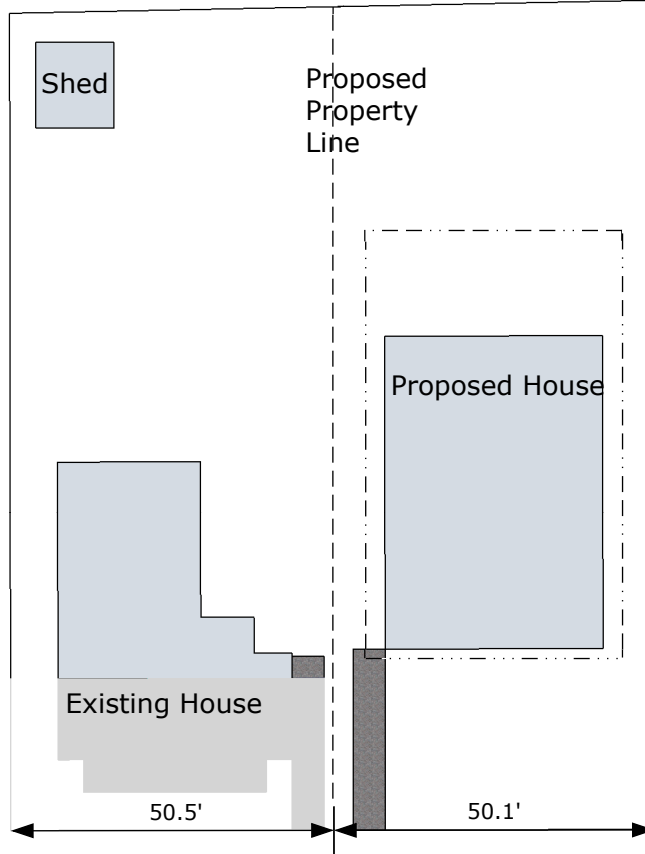 Shed
Proposed
Property
Line
Proposed House
Existing House
50.5'
50.1'